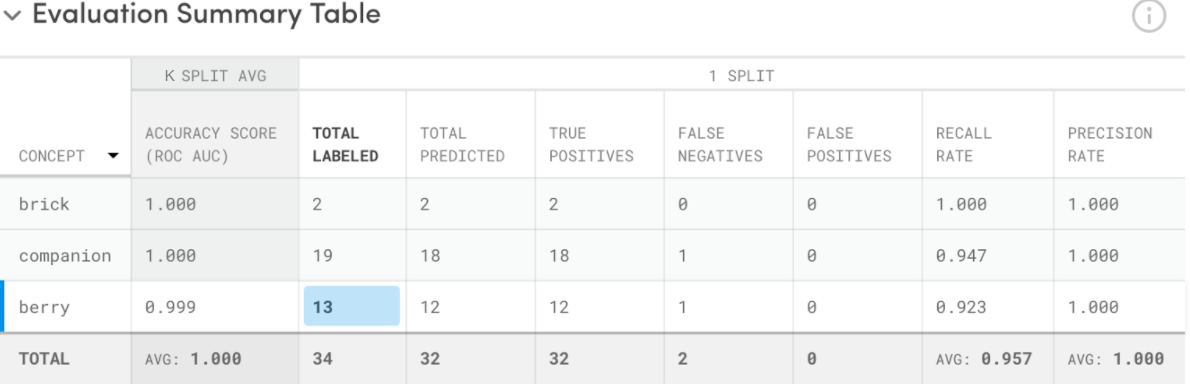 Evaluation Summary Table
K SPLIT AVG 1 SPLIT
CONCEPT ACCURACY SCORE (ROC AUC) TOTAL LABELED TOTAL PREDICTED TRUE POSITIVES FALSE NEGATIVES FALSE POSITIVES RECALL RATE PRECISION RATE
brick 1.000 2 2 2 0 0 1.000 1.000
companion 1.000 19 18 18 1 0 0.947 1.000
berry 0.999 13 12 12 1 0 0.923 1.000
TOTAL AVG: 1.000 34 32 32 2 0 AVG: 0.957 AVG: 1.000